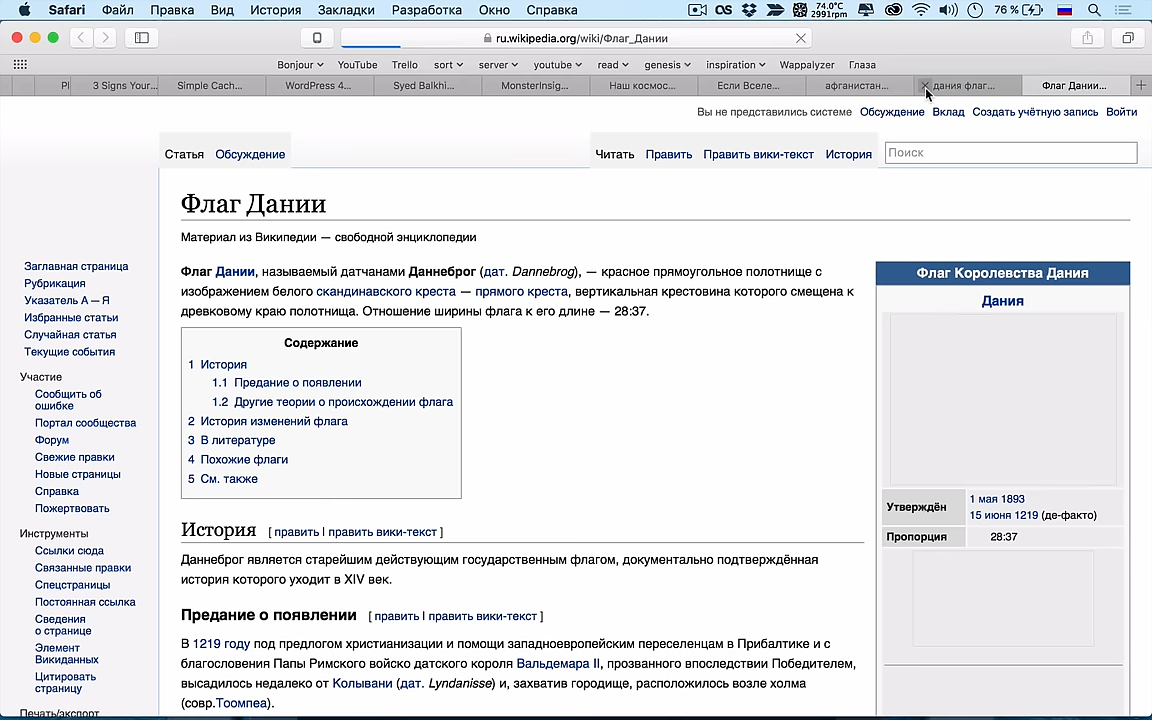 Safari Файл Правка Вид История Закладки Разработка Окно Справка
74.0°C
2991rpm
76 %
ru.wikipedia.org/wiki/Флаг_Дании
Bonjour YouTube Trello sort server youtube read genesis inspiration Wappalyzer Глаза
3 Signs Your... Simple Cach... WordPress 4... Syed Balkhi... MonsterInsig... Наш космос... Если Вселе... афганистан... дания флаг... Флаг Дании...
Вы не представились системе Обсуждение Вклад Создать учётную запись Войти
Статья Обсуждение Читать Править Править вики-текст История Поиск
Флаг Дании
Материал из Википедии — свободной энциклопедии
Флаг Дании, называемый датчанами Даннеброг (дат. Dannebrog), — красное прямоугольное полотнище с
изображением белого скандинавского креста — прямого креста, вертикальная крестовина которого смещена к
древковому краю полотнища. Отношение ширины флага к его длине — 28:37.
Содержание
1 История
1.1 Предание о появлении
1.2 Другие теории о происхождении флага
2 История изменений флага
3 В литературе
4 Похожие флаги
5 См. также
История [ править | править вики-текст ]
Даннеброг является старейшим действующим государственным флагом, документально подтверждённая
история которого уходит в XIV век.
Предание о появлении [ править | править вики-текст ]
В 1219 году под предлогом христианизации и помощи западноевропейским переселенцам в Прибалтике и с
благословения Папы Римского войско датского короля Вальдемара II, прозванного впоследствии Победителем,
высадилось недалеко от Колывани (дат. Lyndanisse) и, захватив городище, расположилось возле холма
(совр.Тоомпеа).
Флаг Королевства Дания
Дания
Утверждён
1 мая 1893
15 июня 1219 (де-факто)
Пропорция 28:37
Заглавная страница
Рубрикация
Указатель А — Я
Избранные статьи
Случайная статья
Текущие события
Участие
Сообщить об
ошибке
Портал сообщества
Форум
Свежие правки
Новые страницы
Справка
Пожертвовать
Инструменты
Ссылки сюда
Связанные правки
Спецстраницы
Постоянная ссылка
Сведения
о странице
Элемент
Викиданных
Цитировать
страницу
Печать/экспорт